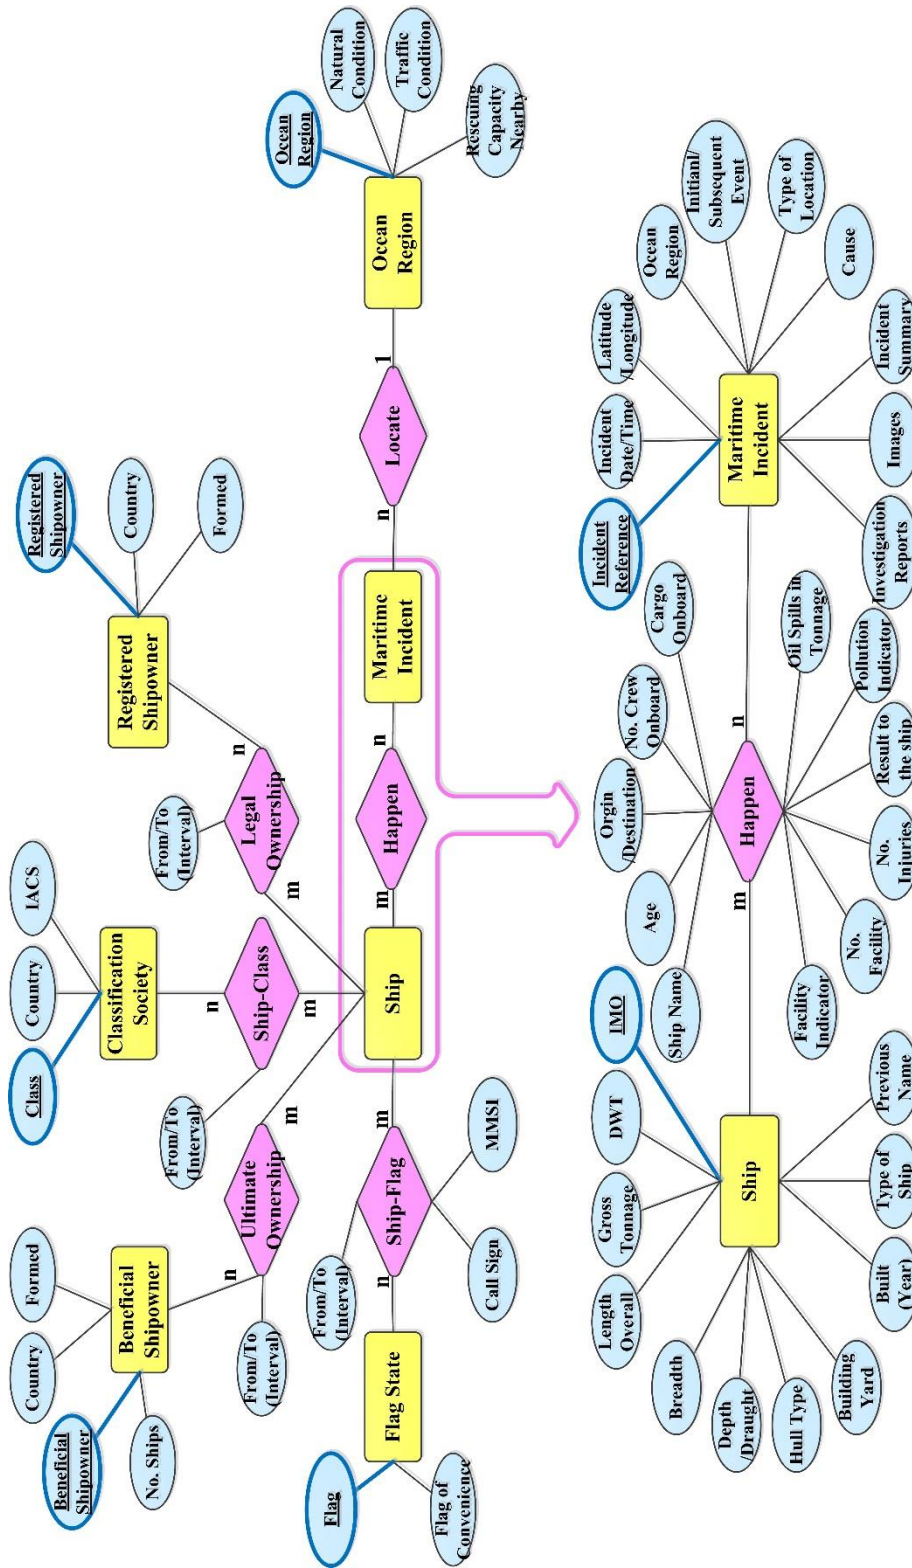 Country
Formed
Beneficial
Shipowner
No. Ships
Beneficial
Shipowner
n
Ultimate
Ownership
From/To
(Interval)
m
Class
Country
IACS
Classification
Society
n
Ship-Class
From/To
(Interval)
m
Registered
Shipowner
Country
Formed
Registered
Shipowner
n
Legal
Ownership
From/To
(Interval)
m
Flag
Flag of
Convenience
Flag State
n
Ship-Flag
From/To
(Interval)
Call Sign
MMSI
m
Ship
m
Happen
n
Maritime
Incident
n
Locate
1
Ocean
Region
Ocean
Region
Natural
Condition
Traffic
Condition
Rescuing
Capacity
Nearby
Length
Overall
Gross
Tonnage
DWT
IMO
Breadth
Depth
/Draught
Hull Type
Building
Yard
Built
(Year)
Type of
Ship
Previous
Name
Ship
m
Happen
n
Ship Name
Age
Orgin
/Destination
No. Crew
Onboard
Cargo
Onboard
Facility
Indicator
No.
Facility
No.
Injuries
Result to
the ship
Pollution
Indicator
Oil Spills in
Tonnage
Maritime
Incident
Incident
Reference
Incident
Date/Time
Latitude
/Longitude
Ocean
Region
Initianl/
Subsequent
Event
Type of
Location
Cause
Incident
Summary
Images
Investigation
Reports